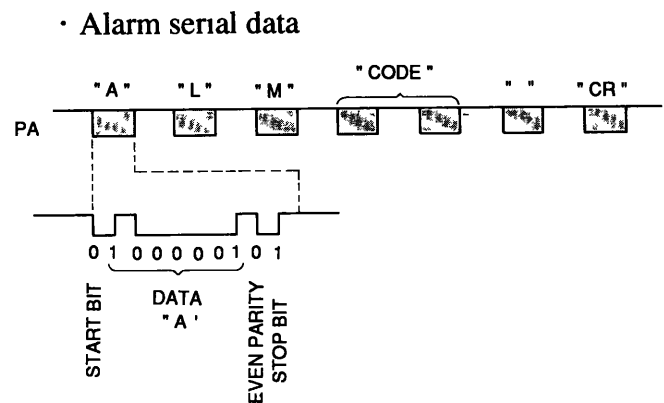 · Alarm serial data
"CODE"
"A" "L" "M" " " "CR"
PA
0 1 0 0 0 0 0 1 0 1
START BIT
DATA
"A'
EVEN PARITY
STOP BIT